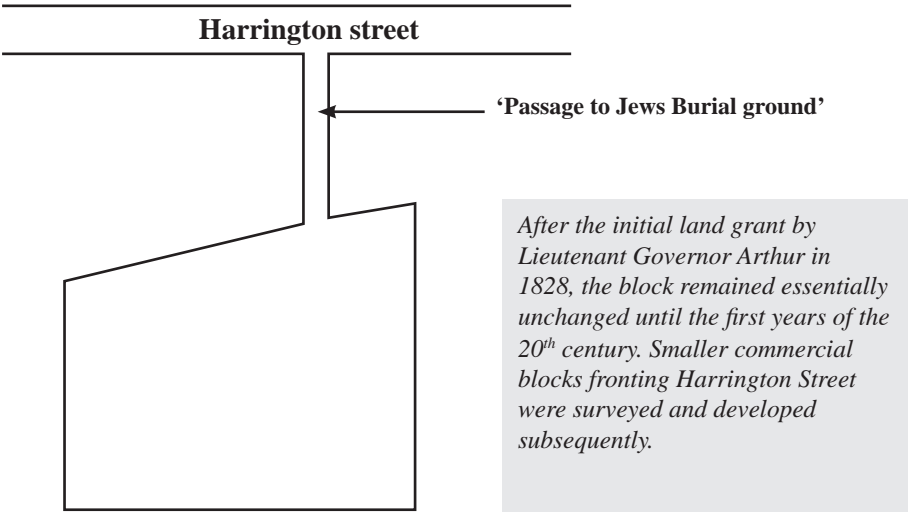 Harrington street
‘Passage to Jews Burial ground’
After the initial land grant by
Lieutenant Governor Arthur in
1828, the block remained essentially
unchanged until the first years of the
20th century. Smaller commercial
blocks fronting Harrington Street
were surveyed and developed
subsequently.